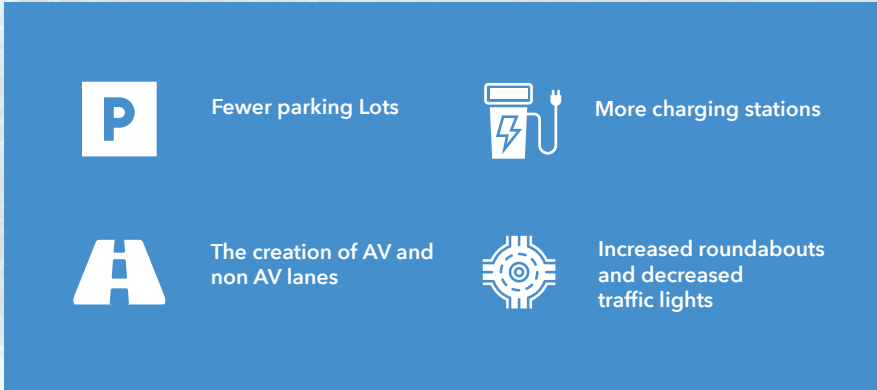 P
Fewer parking Lots
More charging stations
The creation of AV and
non AV lanes
Increased roundabouts
and decreased
traffic lights